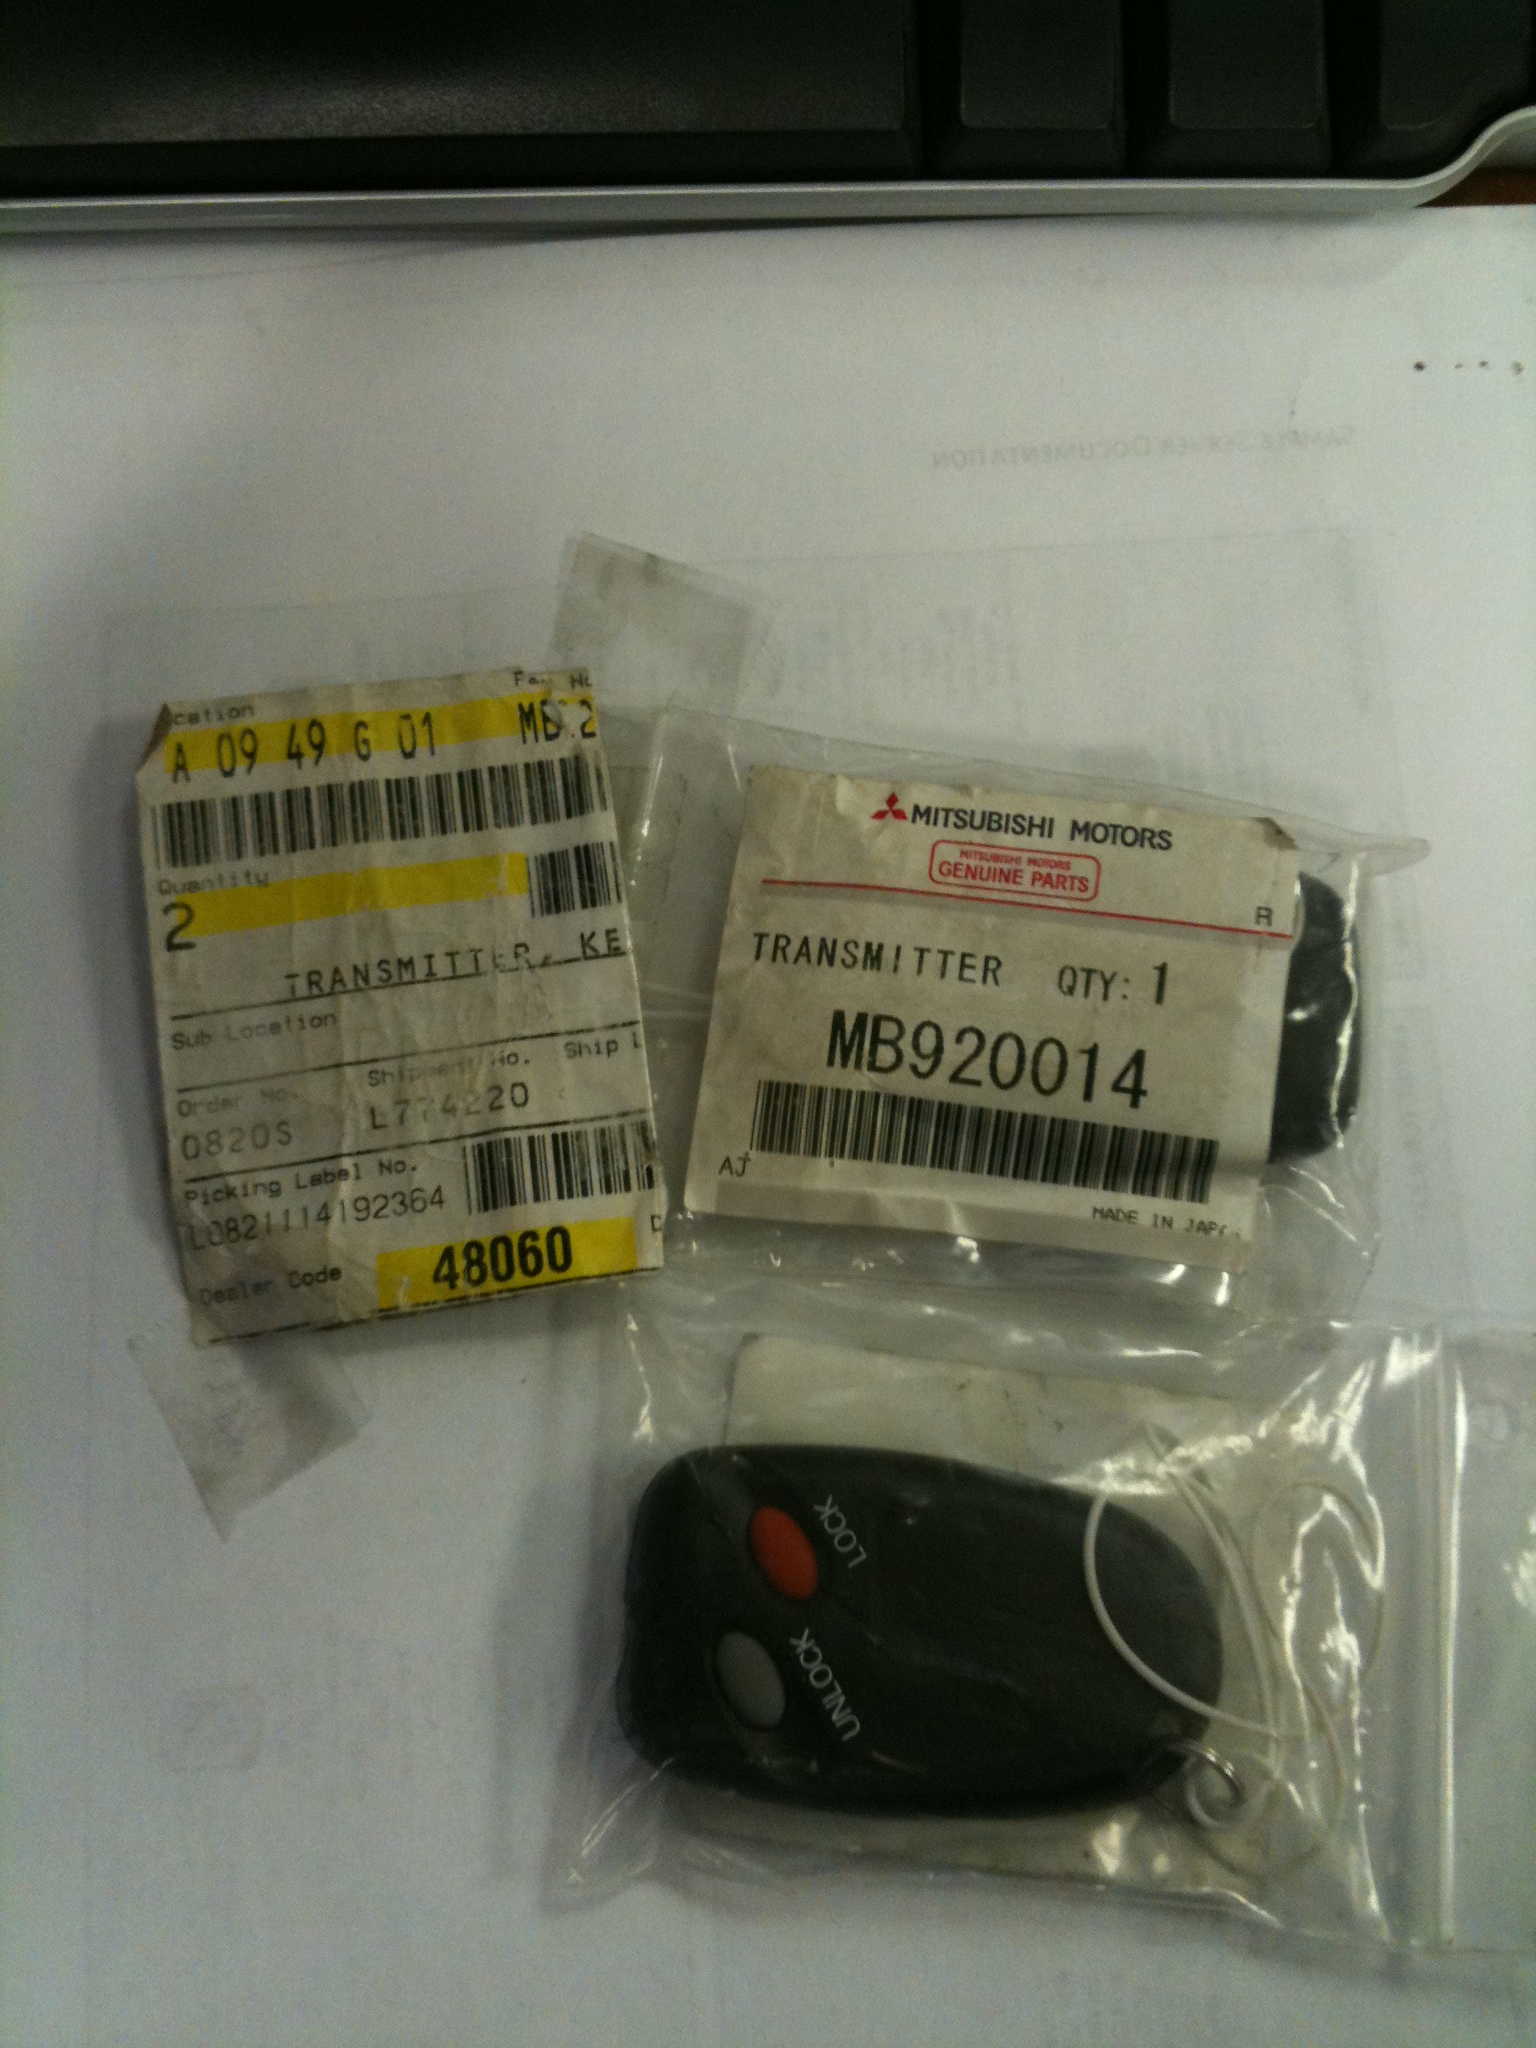 A 09 49 G 01
Quantity
2
TRANSMITTER, KE
Sub Location
Order No.
Shipment No.
Ship
0820S
L774220
Picking Label No.
L0821114192364
Dealer Code
48060
MITSUBISHI MOTORS
MITSUBISHI MOTORS
GENUINE PARTS
R
TRANSMITTER QTY: 1
MB920014
AJ
MADE IN JAPA
LOCK
UNLOCK